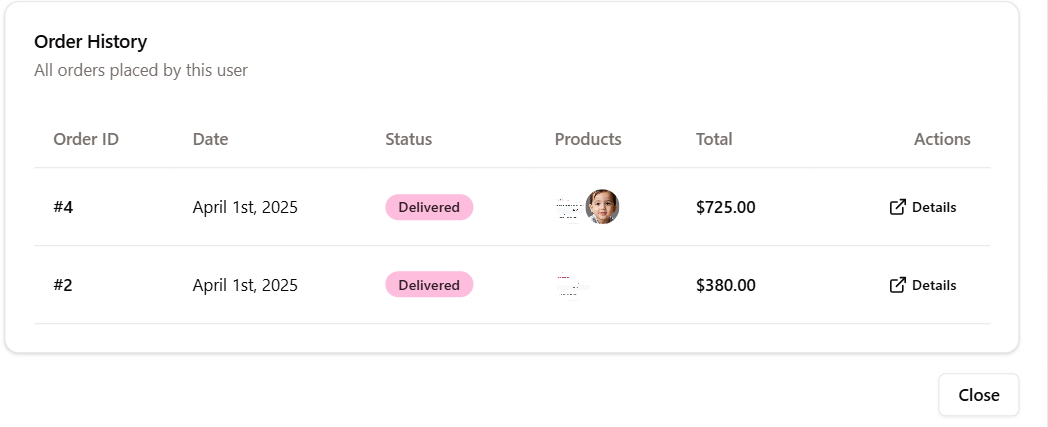 Order History
All orders placed by this user
Order ID Date Status Products Total Actions
#4 April 1st, 2025 Delivered $725.00 Details
#2 April 1st, 2025 Delivered $380.00 Details
Close